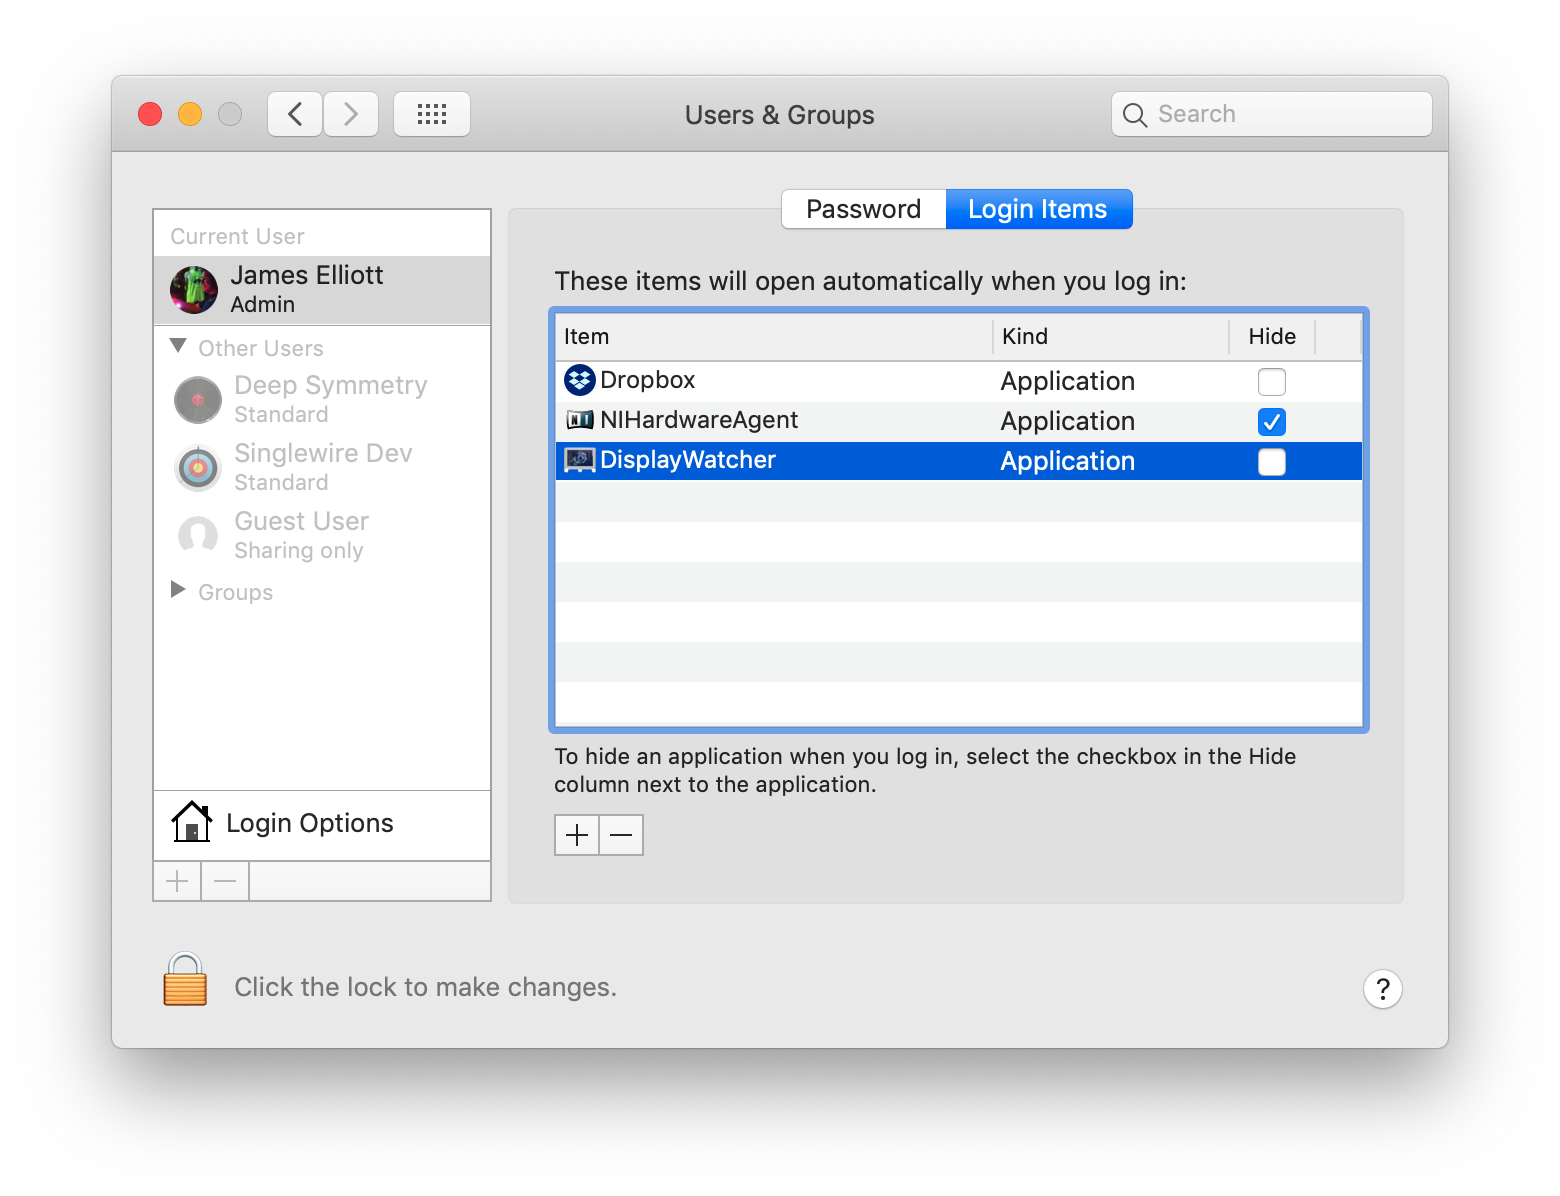 Users & Groups
Search
Password
Login Items
Current User
James Elliott
Admin
Other Users
Deep Symmetry
Standard
Singlewire Dev
Standard
Guest User
Sharing only
Groups
Login Options
These items will open automatically when you log in:
Item Kind Hide
Dropbox Application
NIHardwareAgent Application
DisplayWatcher Application
To hide an application when you log in, select the checkbox in the Hide
column next to the application.
Click the lock to make changes.
?